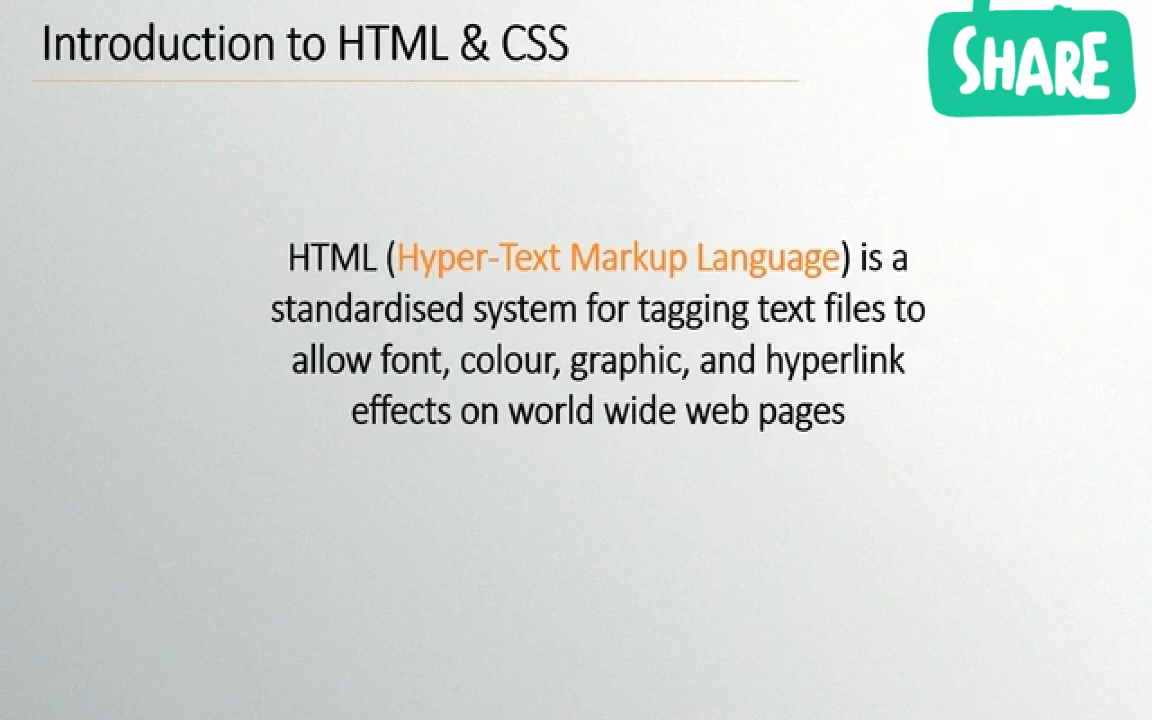 Introduction to HTML & CSS
SHARE
HTML (Hyper-Text Markup Language) is a
standardised system for tagging text files to
allow font, colour, graphic, and hyperlink
effects on world wide web pages